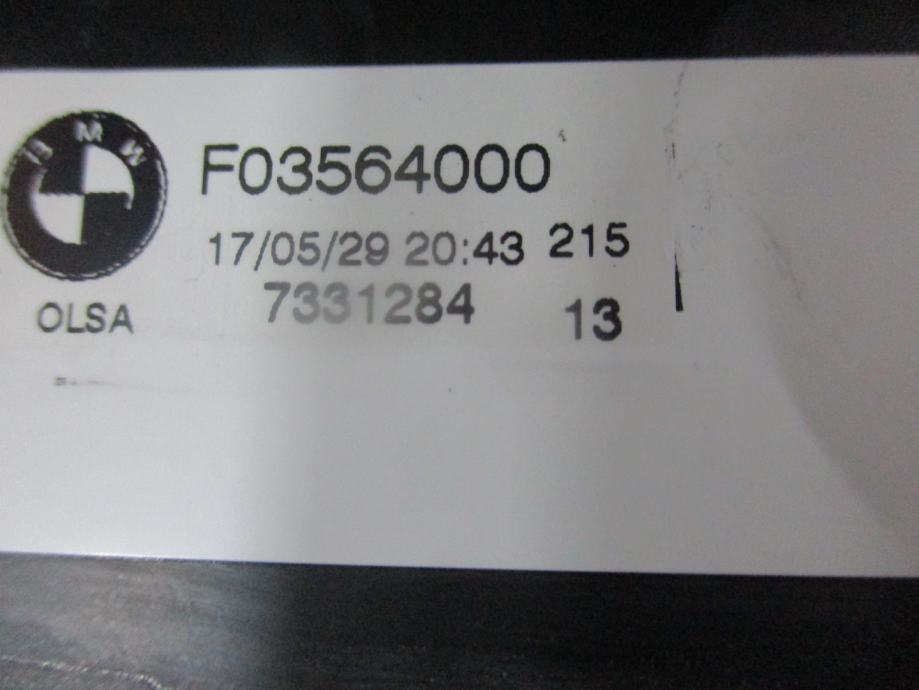 BMW
F03564000
17/05/29 20:43 215
OLSA
7331284 13